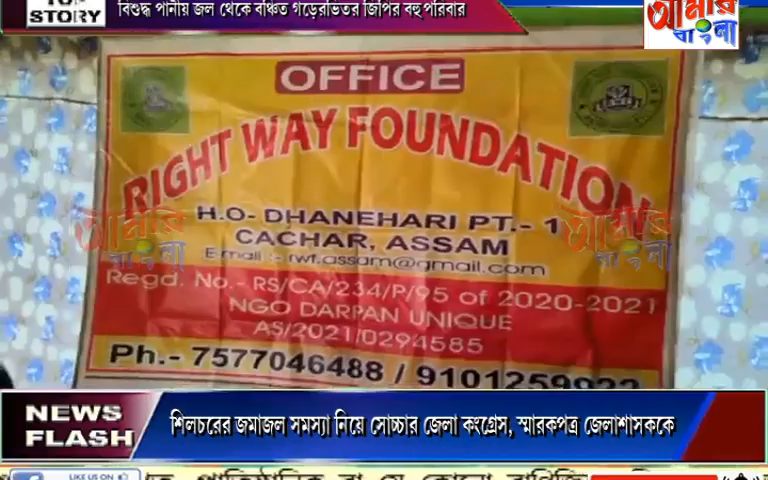 TOP
STORY
বিশুদ্ধ পানীয় জল থেকে বঞ্চিত গড়েরভিতর জিপির বহু পরিবার
আমার
বাংলা
OFFICE
RIGHT WAY FOUNDATION
H.O- DHANEHARI PT.- 1
আমার
বাংলা
আমার
বাংলা
CACHAR, ASSAM
Email :- rwf.assam@gmail.com
Regd. No.- RS/CA/234/P/95 of 2020-2021
NGO DARPAN UNIQUE
AS/2021/0294585
Ph.- 7577046488 / 9101259922
NEWS
FLASH
শিলচরের জমাজল সমস্যা নিয়ে সোচ্চার জেলা কংগ্রেস, স্মারকপত্র জেলাশাসককে
LIKE US ON